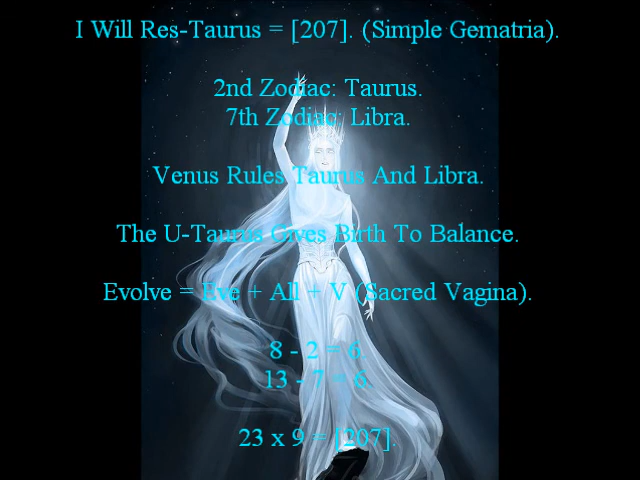 I Will Res-Taurus = [207]. (Simple Gematria).
2nd Zodiac: Taurus.
7th Zodiac: Libra.
Venus Rules Taurus And Libra.
The U-Taurus Gives Birth To Balance.
Evolve = Eve + All + V (Sacred Vagina).
8 - 2 = 6.
13 - 7 = 6.
23 x 9 = [207].